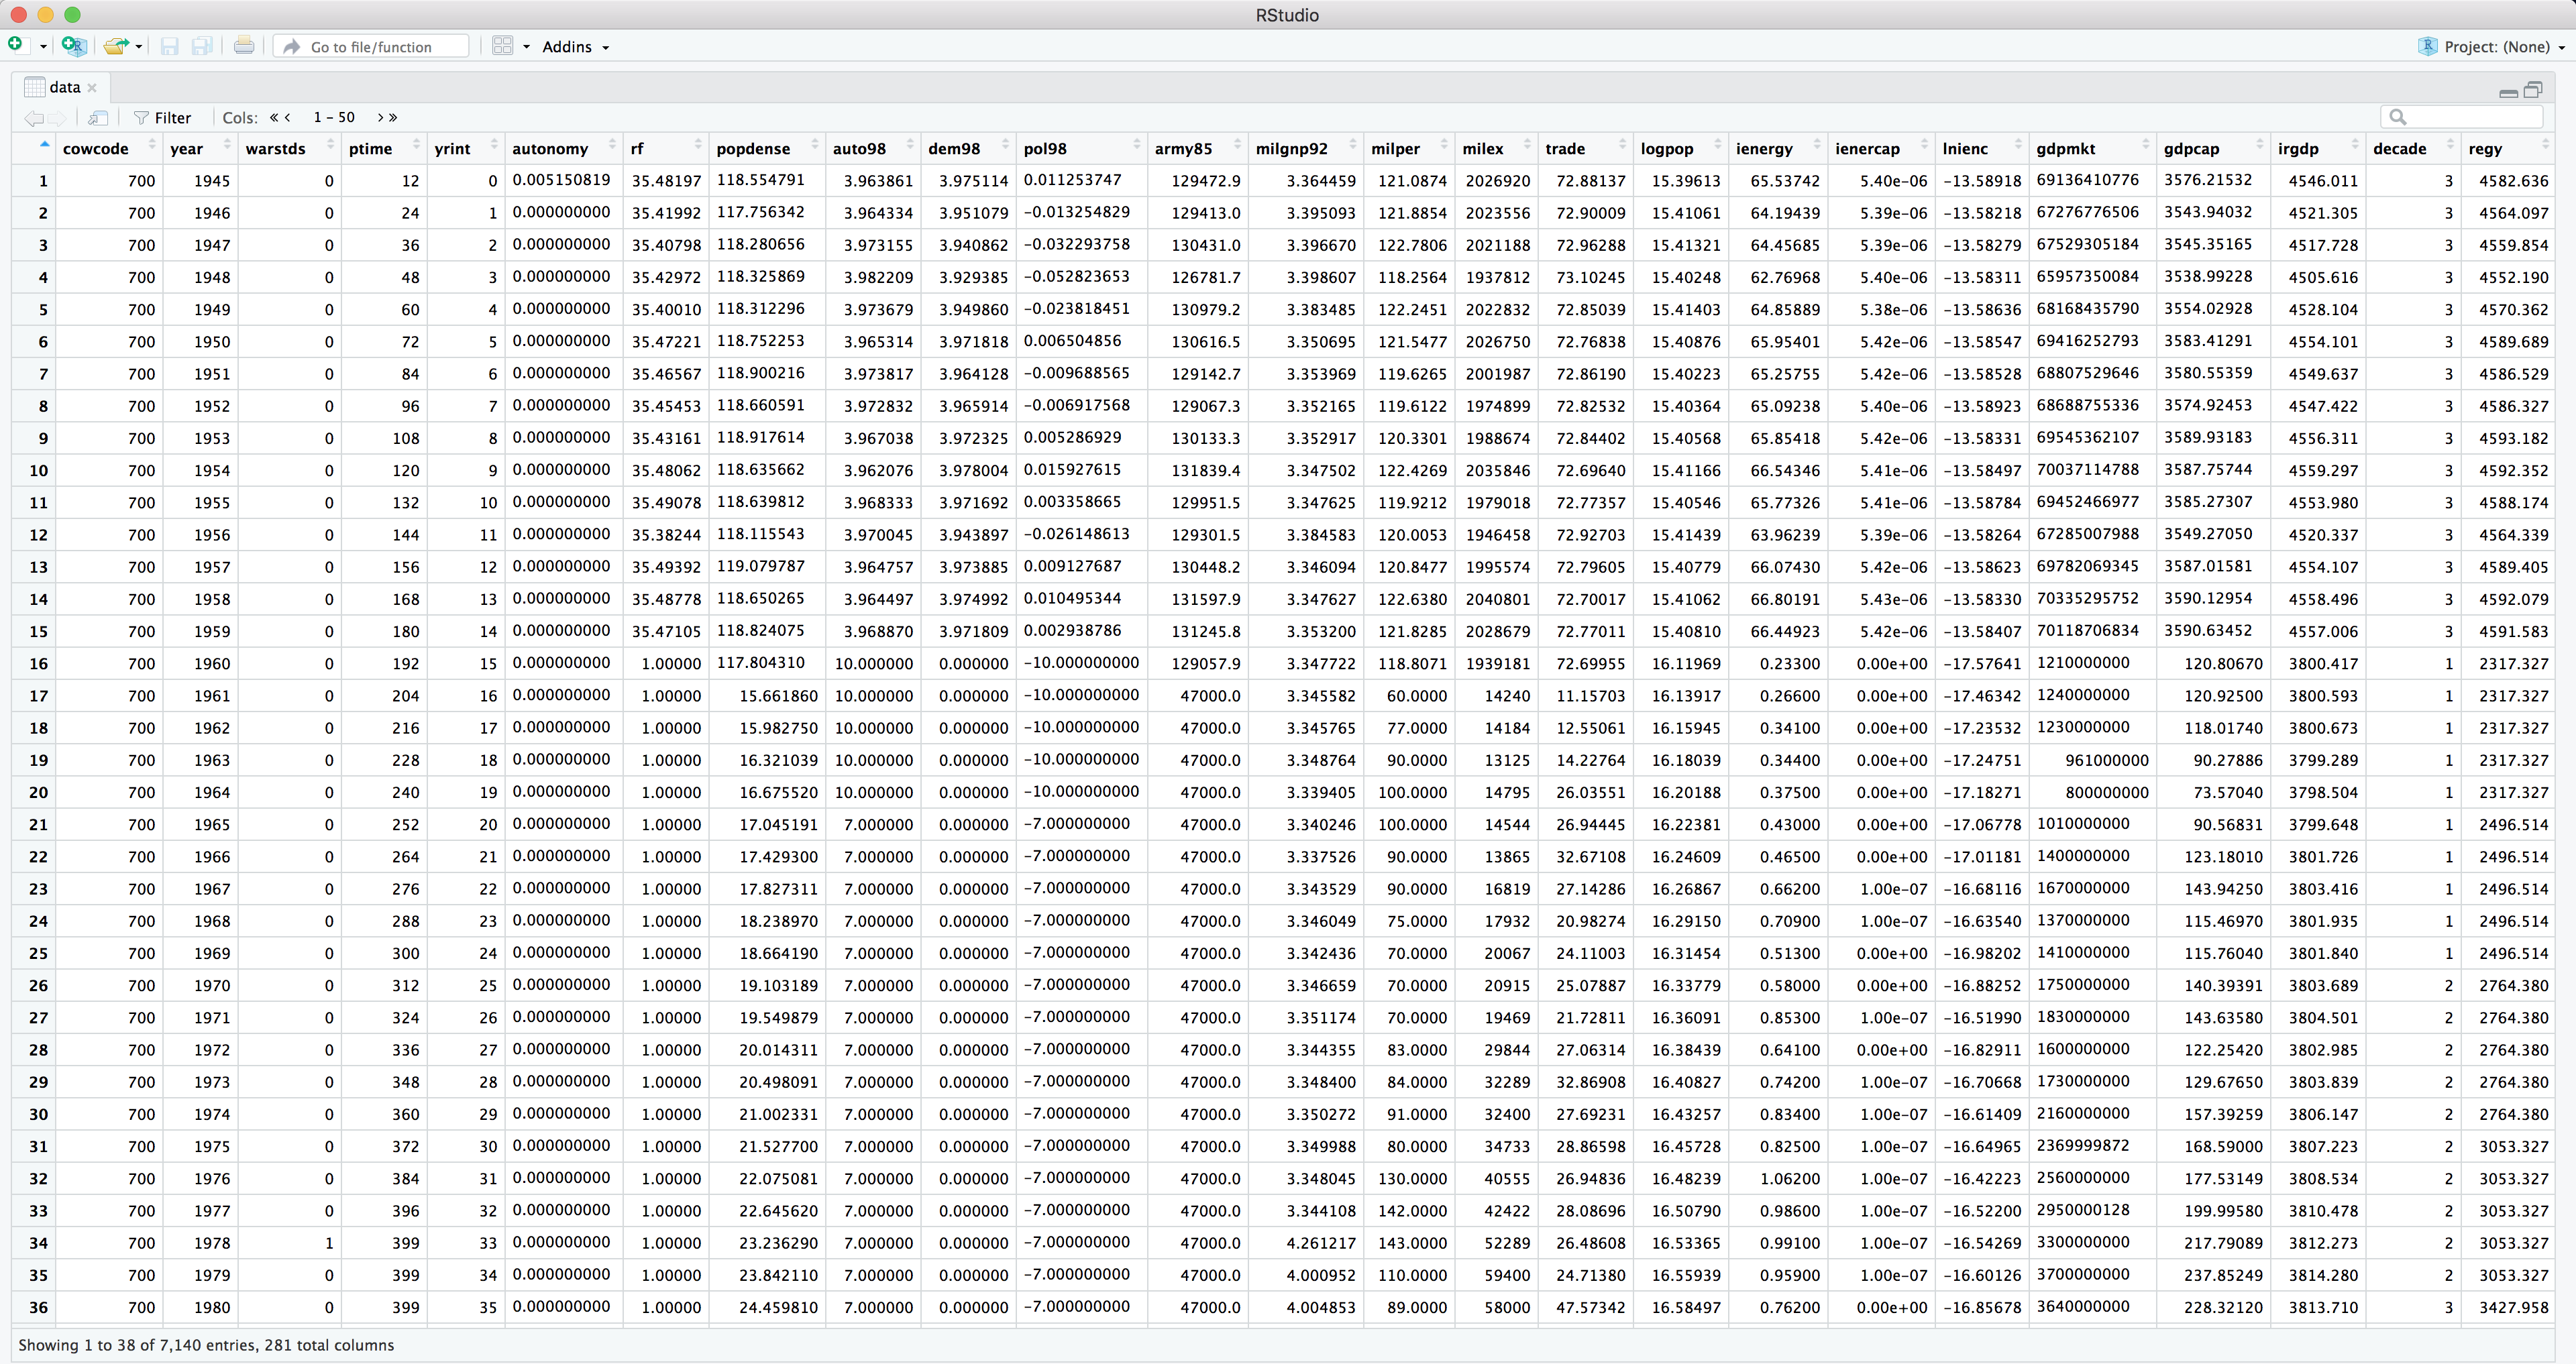 RStudio
Go to file/function Addins Project: (None)
data
Filter Cols: 1 - 50
cowcode year warstds ptime yrint autonomy rf popdense auto98 dem98 pol98 army85 milgnp92 milper milex trade logpop ienergy ienercap lnienc gdpmkt gdpcap irgdp decade regy
1 700 1945 0 12 0 0.005150819 35.48197 118.554791 3.963861 3.975114 0.011253747 129472.9 3.364459 121.0874 2026920 72.88137 15.39613 65.53742 5.40e-06 -13.58918 69136410776 3576.21532 4546.011 3 4582.636
2 700 1946 0 24 1 0.000000000 35.41992 117.756342 3.964334 3.951079 -0.013254829 129413.0 3.395093 121.8854 2023556 72.90009 15.41061 64.19439 5.39e-06 -13.58218 67276776506 3543.94032 4521.305 3 4564.097
3 700 1947 0 36 2 0.000000000 35.40798 118.280656 3.973155 3.940862 -0.032293758 130431.0 3.396670 122.7806 2021188 72.96288 15.41321 64.45685 5.39e-06 -13.58279 67529305184 3545.35165 4517.728 3 4559.854
4 700 1948 0 48 3 0.000000000 35.42972 118.325869 3.982209 3.929385 -0.052823653 126781.7 3.398607 118.2564 1937812 73.10245 15.40248 62.76968 5.40e-06 -13.58311 65957350084 3538.99228 4505.616 3 4552.190
5 700 1949 0 60 4 0.000000000 35.40010 118.312296 3.973679 3.949860 -0.023818451 130979.2 3.383485 122.2451 2022832 72.85039 15.41403 64.85889 5.38e-06 -13.58636 68168435790 3554.02928 4528.104 3 4570.362
6 700 1950 0 72 5 0.000000000 35.47221 118.752253 3.965314 3.971818 0.006504856 130616.5 3.350695 121.5477 2026750 72.76838 15.40876 65.95401 5.42e-06 -13.58547 69416252793 3583.41291 4554.101 3 4589.689
7 700 1951 0 84 6 0.000000000 35.46567 118.900216 3.973817 3.964128 -0.009688565 129142.7 3.353969 119.6265 2001987 72.86190 15.40223 65.25755 5.42e-06 -13.58528 68807529646 3580.55359 4549.637 3 4586.529
8 700 1952 0 96 7 0.000000000 35.45453 118.660591 3.972832 3.965914 -0.006917568 129067.3 3.352165 119.6122 1974899 72.82532 15.40364 65.09238 5.40e-06 -13.58923 68688755336 3574.92453 4547.422 3 4586.327
9 700 1953 0 108 8 0.000000000 35.43161 118.917614 3.967038 3.972325 0.005286929 130133.3 3.352917 120.3301 1988674 72.84402 15.40568 65.85418 5.42e-06 -13.58331 69545362107 3589.93183 4556.311 3 4593.182
10 700 1954 0 120 9 0.000000000 35.48062 118.635662 3.962076 3.978004 0.015927615 131839.4 3.347502 122.4269 2035846 72.69640 15.41166 66.54346 5.41e-06 -13.58497 70037114788 3587.75744 4559.297 3 4592.352
11 700 1955 0 132 10 0.000000000 35.49078 118.639812 3.968333 3.971692 0.003358665 129951.5 3.347625 119.9212 1979018 72.77357 15.40546 65.77326 5.41e-06 -13.58784 69452466977 3585.27307 4553.980 3 4588.174
12 700 1956 0 144 11 0.000000000 35.38244 118.115543 3.970045 3.943897 -0.026148613 129301.5 3.384583 120.0053 1946458 72.92703 15.41439 63.96239 5.39e-06 -13.58264 67285007988 3549.27050 4520.337 3 4564.339
13 700 1957 0 156 12 0.000000000 35.49392 119.079787 3.964757 3.973885 0.009127687 130448.2 3.346094 120.8477 1995574 72.79605 15.40779 66.07430 5.42e-06 -13.58623 69782069345 3587.01581 4554.107 3 4589.405
14 700 1958 0 168 13 0.000000000 35.48778 118.650265 3.964497 3.974992 0.010495344 131597.9 3.347627 122.6380 2040801 72.70017 15.41062 66.80191 5.43e-06 -13.58330 70335295752 3590.12954 4558.496 3 4592.079
15 700 1959 0 180 14 0.000000000 35.47105 118.824075 3.968870 3.971809 0.002938786 131245.8 3.353200 121.8285 2028679 72.77011 15.40810 66.44923 5.42e-06 -13.58407 70118706834 3590.63452 4557.006 3 4591.583
16 700 1960 0 192 15 0.000000000 1.00000 117.804310 10.000000 0.000000 -10.000000000 129057.9 3.347722 118.8071 1939181 72.69955 16.11969 0.23300 0.00e+00 -17.57641 1210000000 120.80670 3800.417 1 2317.327
17 700 1961 0 204 16 0.000000000 1.00000 15.661860 10.000000 0.000000 -10.000000000 47000.0 3.345582 60.0000 14240 11.15703 16.13917 0.26600 0.00e+00 -17.46342 1240000000 120.92500 3800.593 1 2317.327
18 700 1962 0 216 17 0.000000000 1.00000 15.982750 10.000000 0.000000 -10.000000000 47000.0 3.345765 77.0000 14184 12.55061 16.15945 0.34100 0.00e+00 -17.23532 1230000000 118.01740 3800.673 1 2317.327
19 700 1963 0 228 18 0.000000000 1.00000 16.321039 10.000000 0.000000 -10.000000000 47000.0 3.348764 90.0000 13125 14.22764 16.18039 0.34400 0.00e+00 -17.24751 961000000 90.27886 3799.289 1 2317.327
20 700 1964 0 240 19 0.000000000 1.00000 16.675520 10.000000 0.000000 -10.000000000 47000.0 3.339405 100.0000 14795 26.03551 16.20188 0.37500 0.00e+00 -17.18271 800000000 73.57040 3798.504 1 2317.327
21 700 1965 0 252 20 0.000000000 1.00000 17.045191 7.000000 0.000000 -7.000000000 47000.0 3.340246 100.0000 14544 26.94445 16.22381 0.43000 0.00e+00 -17.06778 1010000000 90.56831 3799.648 1 2496.514
22 700 1966 0 264 21 0.000000000 1.00000 17.429300 7.000000 0.000000 -7.000000000 47000.0 3.337526 90.0000 13865 32.67108 16.24609 0.46500 0.00e+00 -17.01181 1400000000 123.18010 3801.726 1 2496.514
23 700 1967 0 276 22 0.000000000 1.00000 17.827311 7.000000 0.000000 -7.000000000 47000.0 3.343529 90.0000 16819 27.14286 16.26867 0.66200 1.00e-07 -16.68116 1670000000 143.94250 3803.416 1 2496.514
24 700 1968 0 288 23 0.000000000 1.00000 18.238970 7.000000 0.000000 -7.000000000 47000.0 3.346049 75.0000 17932 20.98274 16.29150 0.70900 1.00e-07 -16.63540 1370000000 115.46970 3801.935 1 2496.514
25 700 1969 0 300 24 0.000000000 1.00000 18.664190 7.000000 0.000000 -7.000000000 47000.0 3.342436 70.0000 20067 24.11003 16.31454 0.51300 0.00e+00 -16.98202 1410000000 115.76040 3801.840 1 2496.514
26 700 1970 0 312 25 0.000000000 1.00000 19.103189 7.000000 0.000000 -7.000000000 47000.0 3.346659 70.0000 20915 25.07887 16.33779 0.58000 0.00e+00 -16.88252 1750000000 140.39391 3803.689 2 2764.380
27 700 1971 0 324 26 0.000000000 1.00000 19.549879 7.000000 0.000000 -7.000000000 47000.0 3.351174 70.0000 19469 21.72811 16.36091 0.85300 1.00e-07 -16.51990 1830000000 143.63580 3804.501 2 2764.380
28 700 1972 0 336 27 0.000000000 1.00000 20.014311 7.000000 0.000000 -7.000000000 47000.0 3.344355 83.0000 29844 27.06314 16.38439 0.64100 0.00e+00 -16.82911 1600000000 122.25420 3802.985 2 2764.380
29 700 1973 0 348 28 0.000000000 1.00000 20.498091 7.000000 0.000000 -7.000000000 47000.0 3.348400 84.0000 32289 32.86908 16.40827 0.74200 1.00e-07 -16.70668 1730000000 129.67650 3803.839 2 2764.380
30 700 1974 0 360 29 0.000000000 1.00000 21.002331 7.000000 0.000000 -7.000000000 47000.0 3.350272 91.0000 32400 27.69231 16.43257 0.83400 1.00e-07 -16.61409 2160000000 157.39259 3806.147 2 2764.380
31 700 1975 0 372 30 0.000000000 1.00000 21.527700 7.000000 0.000000 -7.000000000 47000.0 3.349988 80.0000 34733 28.86598 16.45728 0.82500 1.00e-07 -16.64965 2369999872 168.59000 3807.223 2 3053.327
32 700 1976 0 384 31 0.000000000 1.00000 22.075081 7.000000 0.000000 -7.000000000 47000.0 3.348045 130.0000 40555 26.94836 16.48239 1.06200 1.00e-07 -16.42223 2560000000 177.53149 3808.534 2 3053.327
33 700 1977 0 396 32 0.000000000 1.00000 22.645620 7.000000 0.000000 -7.000000000 47000.0 3.344108 142.0000 42422 28.08696 16.50790 0.98600 1.00e-07 -16.52200 2950000128 199.99580 3810.478 2 3053.327
34 700 1978 1 399 33 0.000000000 1.00000 23.236290 7.000000 0.000000 -7.000000000 47000.0 4.261217 143.0000 52289 26.48608 16.53365 0.99100 1.00e-07 -16.54269 3300000000 217.79089 3812.273 2 3053.327
35 700 1979 0 399 34 0.000000000 1.00000 23.842110 7.000000 0.000000 -7.000000000 47000.0 4.000952 110.0000 59400 24.71380 16.55939 0.95900 1.00e-07 -16.60126 3700000000 237.85249 3814.280 2 3053.327
36 700 1980 0 399 35 0.000000000 1.00000 24.459810 7.000000 0.000000 -7.000000000 47000.0 4.004853 89.0000 58000 47.57342 16.58497 0.76200 0.00e+00 -16.85678 3640000000 228.32120 3813.710 3 3427.958
Showing 1 to 38 of 7,140 entries, 281 total columns